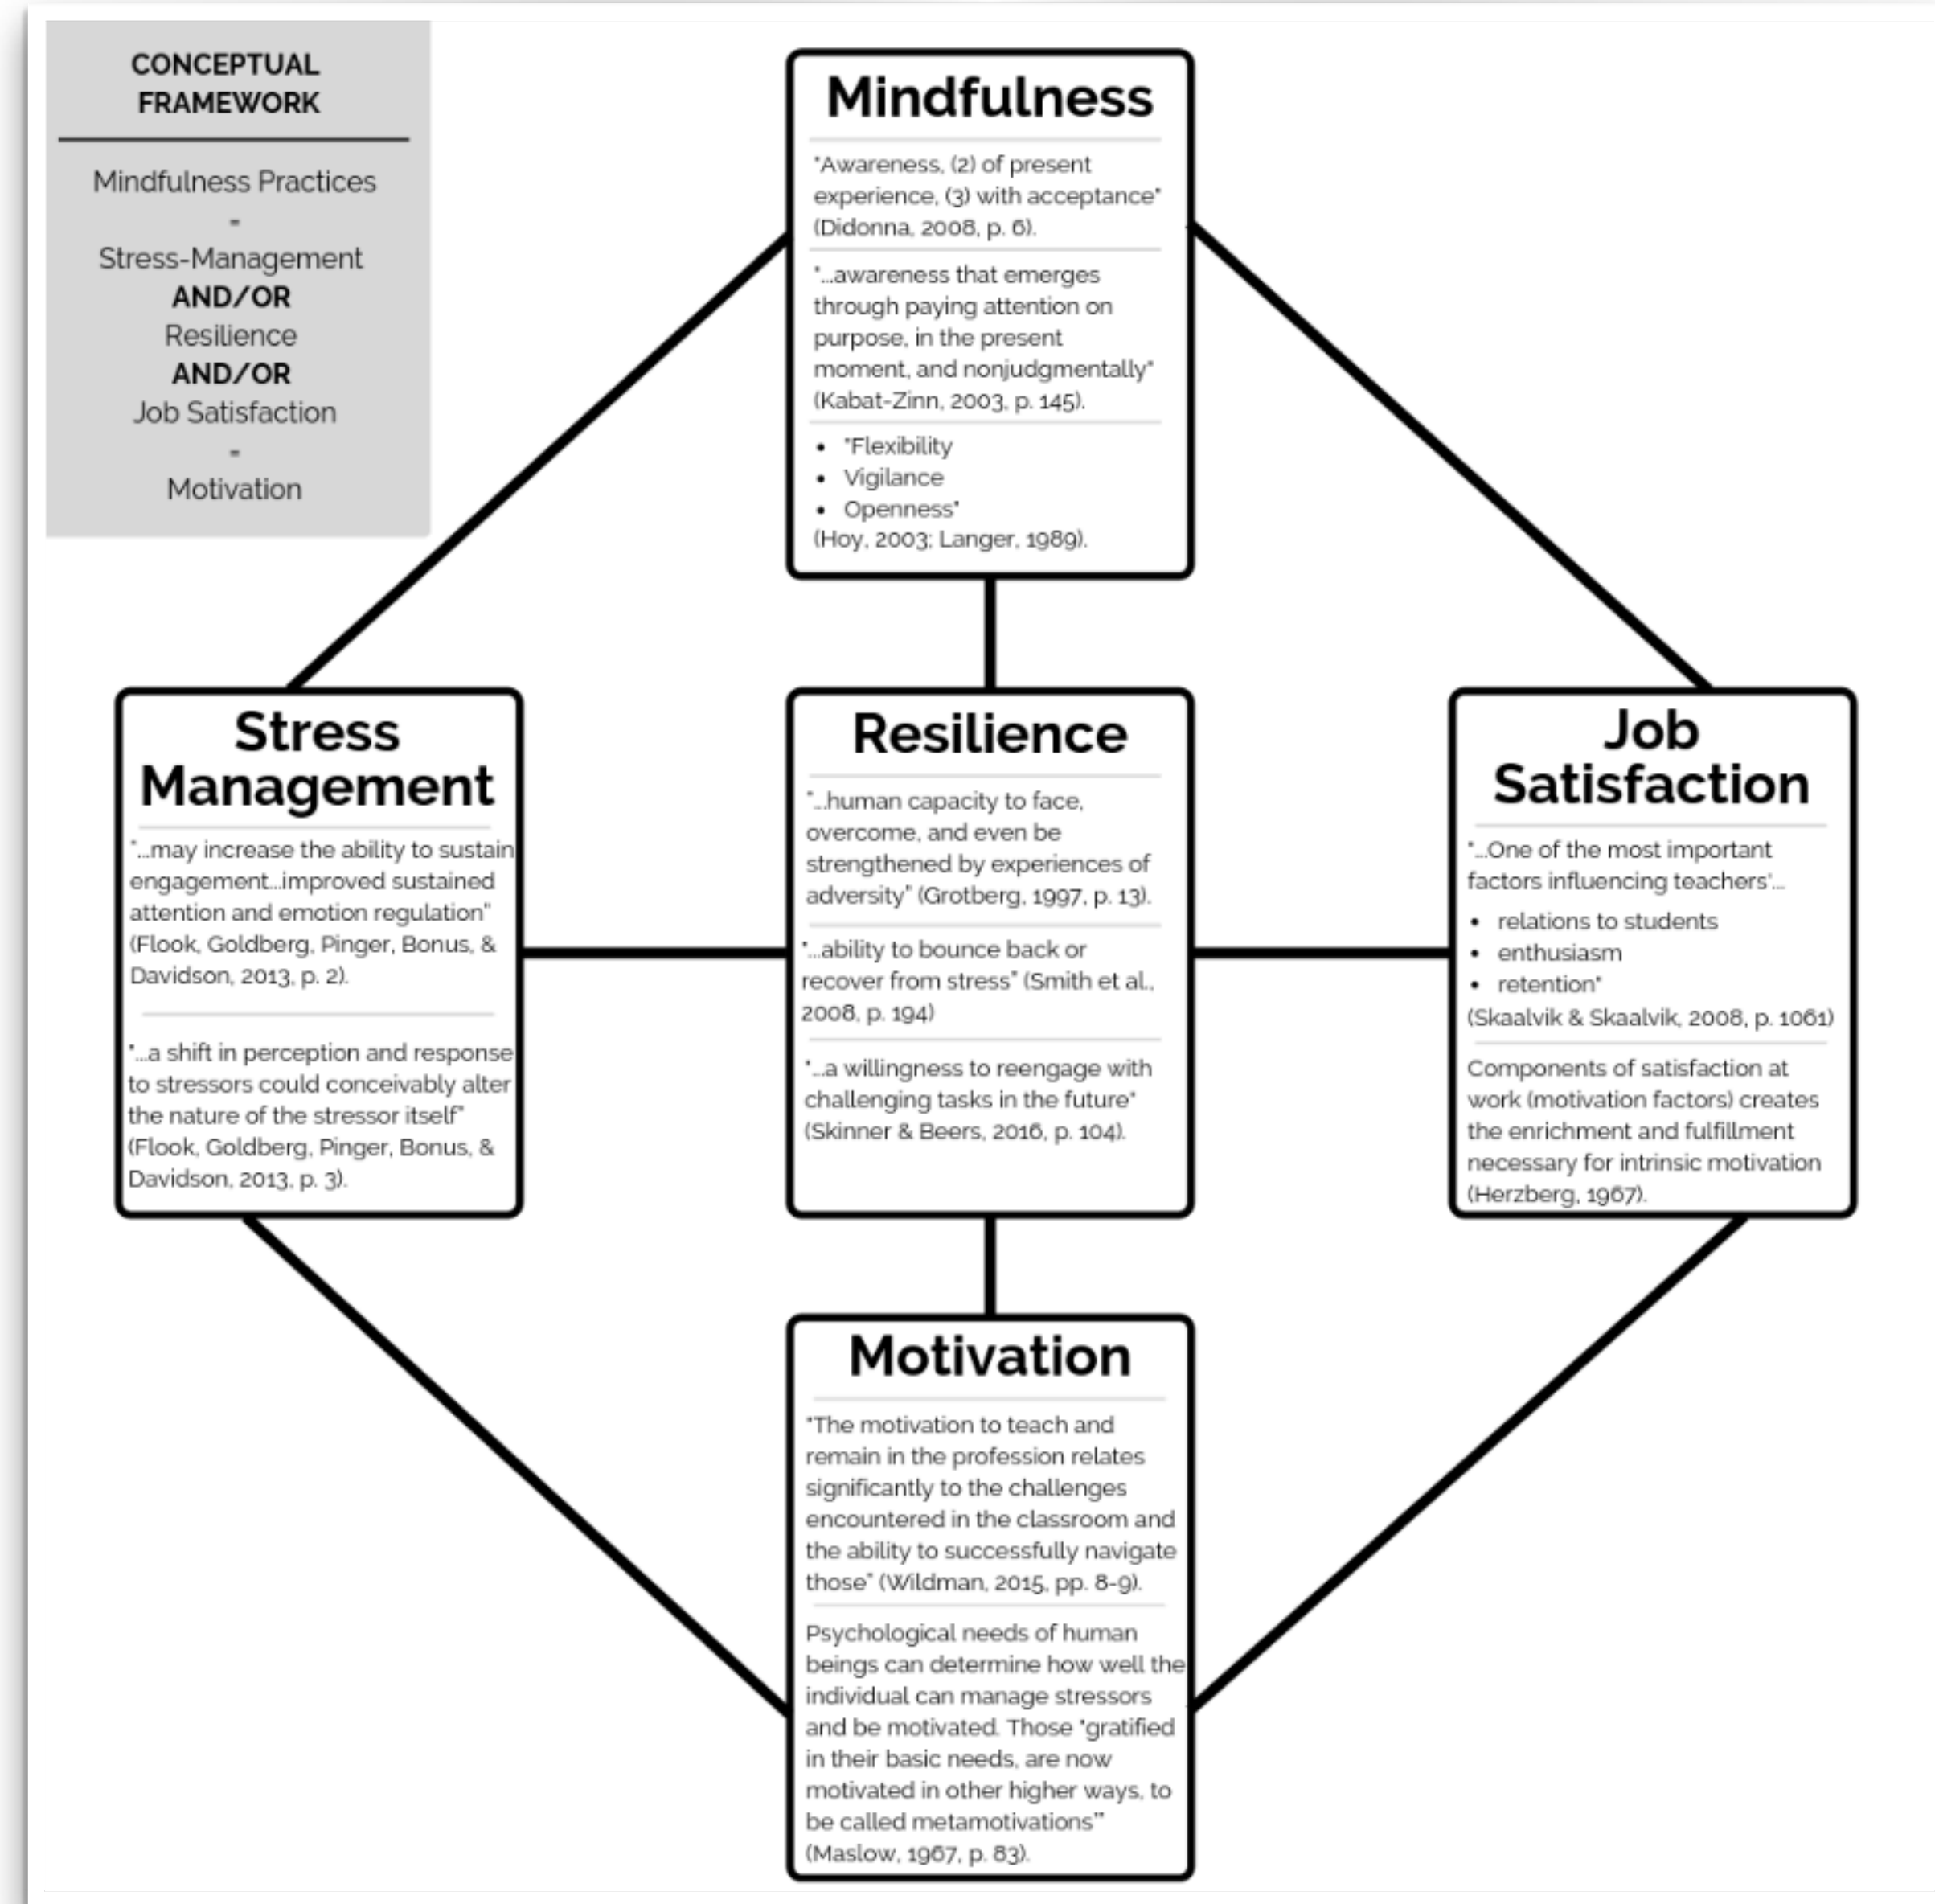 CONCEPTUAL
FRAMEWORK
Mindfulness Practices
=
Stress-Management
AND/OR
Resilience
AND/OR
Job Satisfaction
=
Motivation
Mindfulness
"Awareness, (2) of present
experience, (3) with acceptance"
(Didonna, 2008, p. 6).
"...awareness that emerges
through paying attention on
purpose, in the present
moment, and nonjudgmentally"
(Kabat-Zinn, 2003, p. 145).
• "Flexibility
• Vigilance
• Openness"
(Hoy, 2003; Langer, 1989).
Stress
Management
"...may increase the ability to sustain
engagement...improved sustained
attention and emotion regulation"
(Flook, Goldberg, Pinger, Bonus, &
Davidson, 2013, p. 2).
"...a shift in perception and response
to stressors could conceivably alter
the nature of the stressor itself"
(Flook, Goldberg, Pinger, Bonus, &
Davidson, 2013, p. 3).
Resilience
"...human capacity to face,
overcome, and even be
strengthened by experiences of
adversity" (Grotberg, 1997, p. 13).
"...ability to bounce back or
recover from stress" (Smith et al.,
2008, p. 194)
"...a willingness to reengage with
challenging tasks in the future"
(Skinner & Beers, 2016, p. 104).
Job
Satisfaction
"...One of the most important
factors influencing teachers'...
• relations to students
• enthusiasm
• retention"
(Skaalvik & Skaalvik, 2008, p. 1061)
Components of satisfaction at
work (motivation factors) creates
the enrichment and fulfillment
necessary for intrinsic motivation
(Herzberg, 1967).
Motivation
"The motivation to teach and
remain in the profession relates
significantly to the challenges
encountered in the classroom and
the ability to successfully navigate
those" (Wildman, 2015, pp. 8-9).
Psychological needs of human
beings can determine how well the
individual can manage stressors
and be motivated. Those "gratified
in their basic needs, are now
motivated in other higher ways, to
be called metamotivations'"
(Maslow, 1967, p. 83).